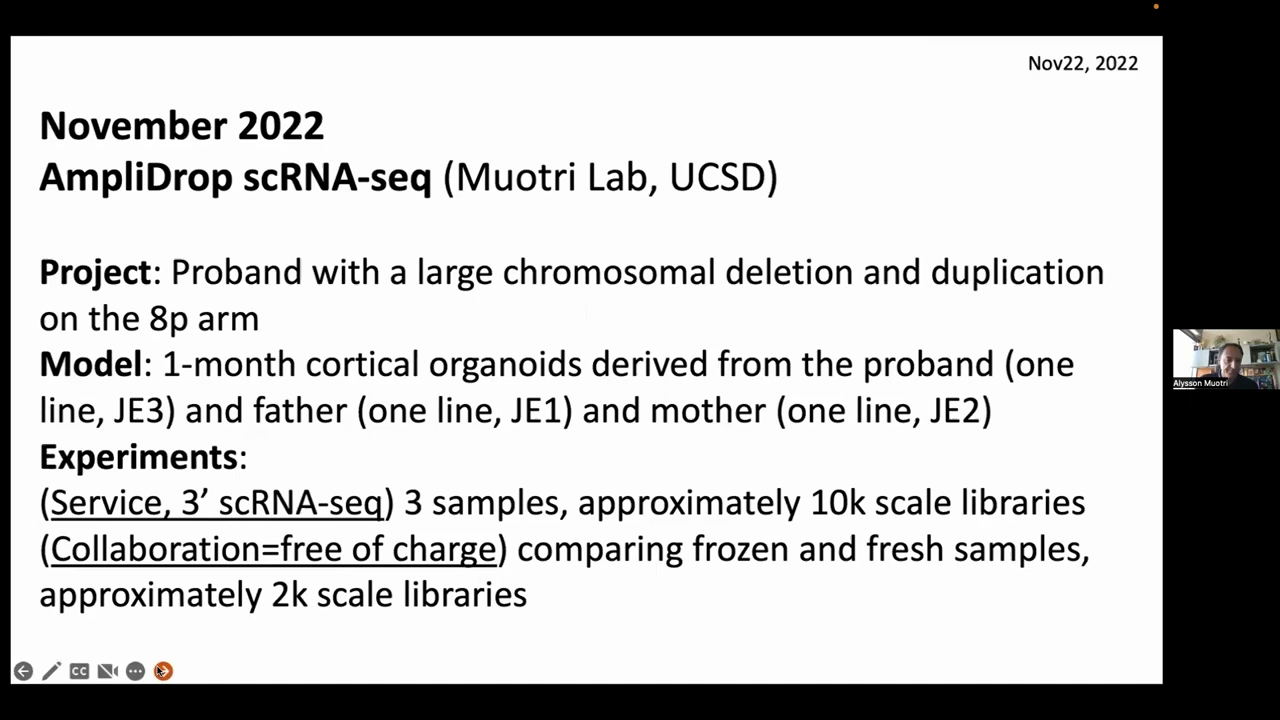 Nov22, 2022
November 2022
AmpliDrop scRNA-seq (Muotri Lab, UCSD)
Project: Proband with a large chromosomal deletion and duplication
on the 8p arm
Model: 1-month cortical organoids derived from the proband (one
line, JE3) and father (one line, JE1) and mother (one line, JE2)
Experiments:
(Service, 3’ scRNA-seq) 3 samples, approximately 10k scale libraries
(Collaboration=free of charge) comparing frozen and fresh samples,
approximately 2k scale libraries
CC
Alysson Muotri